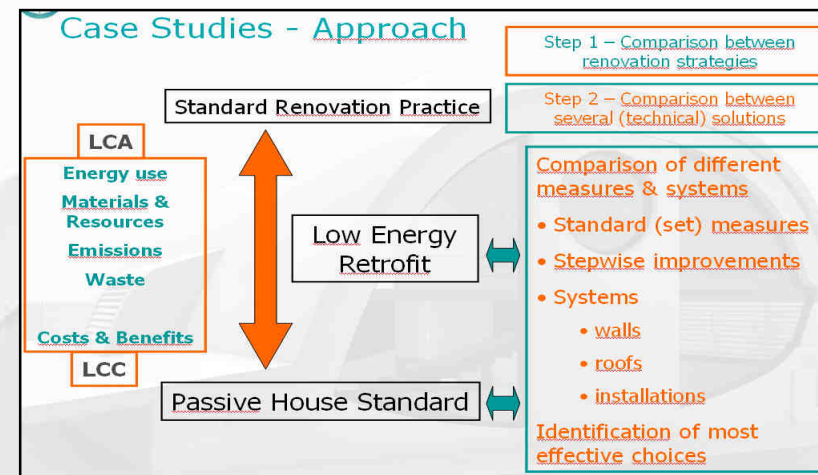 Case Studies - Approach
Step 1 – Comparison between
renovation strategies
Step 2 – Comparison between
several (technical) solutions
Standard Renovation Practice
LCA
Energy use
Materials &
Resources
Emissions
Waste
Costs & Benefits
LCC
Low Energy
Retrofit
Passive House Standard
Comparison of different
measures & systems
• Standard (set) measures
• Stepwise improvements
• Systems
• walls
• roofs
• installations
Identification of most
effective choices